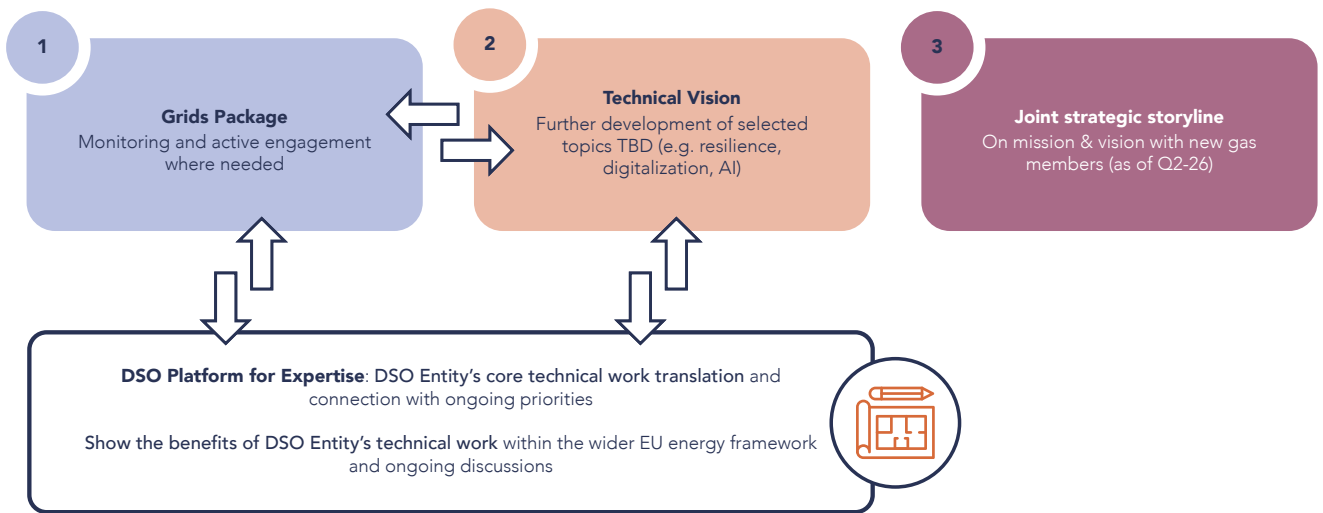 1
Grids Package
Monitoring and active engagement
where needed
2
Technical Vision
Further development of selected
topics TBD (e.g. resilience,
digitalization, AI)
3
Joint strategic storyline
On mission & vision with new gas
members (as of Q2-26)
DSO Platform for Expertise: DSO Entity’s core technical work translation and
connection with ongoing priorities
Show the benefits of DSO Entity’s technical work within the wider EU energy framework
and ongoing discussions